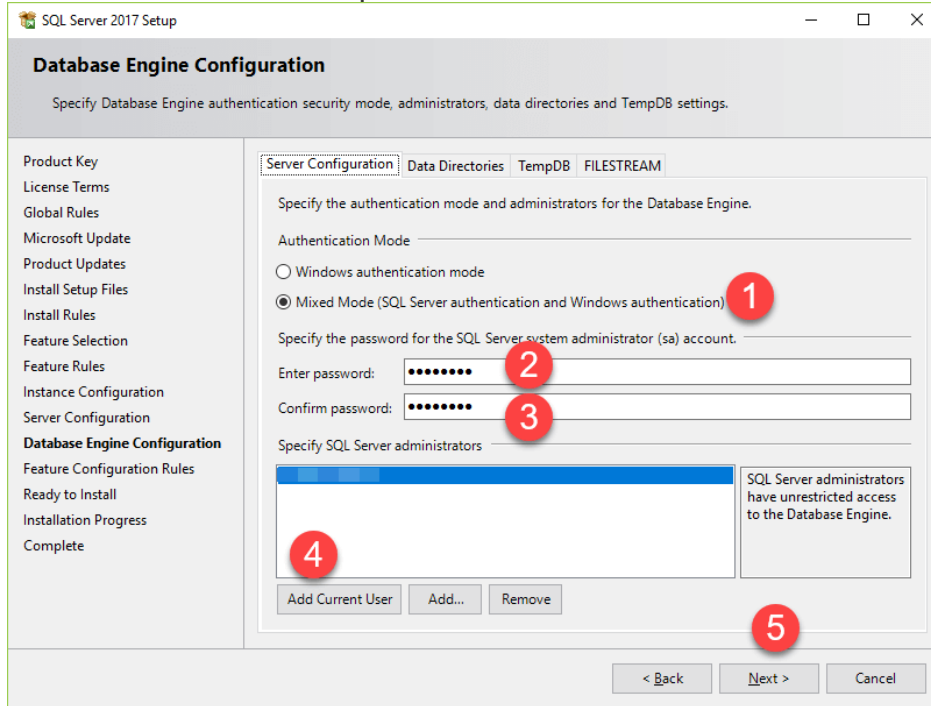 SQL Server 2017 Setup
Database Engine Configuration
Specify Database Engine authentication security mode, administrators, data directories and TempDB settings.
Product Key
License Terms
Global Rules
Microsoft Update
Product Updates
Install Setup Files
Install Rules
Feature Selection
Feature Rules
Instance Configuration
Server Configuration
Database Engine Configuration
Feature Configuration Rules
Ready to Install
Installation Progress
Complete
Server Configuration Data Directories TempDB FILESTREAM
Specify the authentication mode and administrators for the Database Engine.
Authentication Mode
Windows authentication mode
Mixed Mode (SQL Server authentication and Windows authentication) 1
Specify the password for the SQL Server system administrator (sa) account.
Enter password: •••••••• 2
Confirm password: •••••••• 3
Specify SQL Server administrators
SQL Server administrators
have unrestricted access
to the Database Engine.
4
Add Current User Add... Remove
5
< Back Next > Cancel